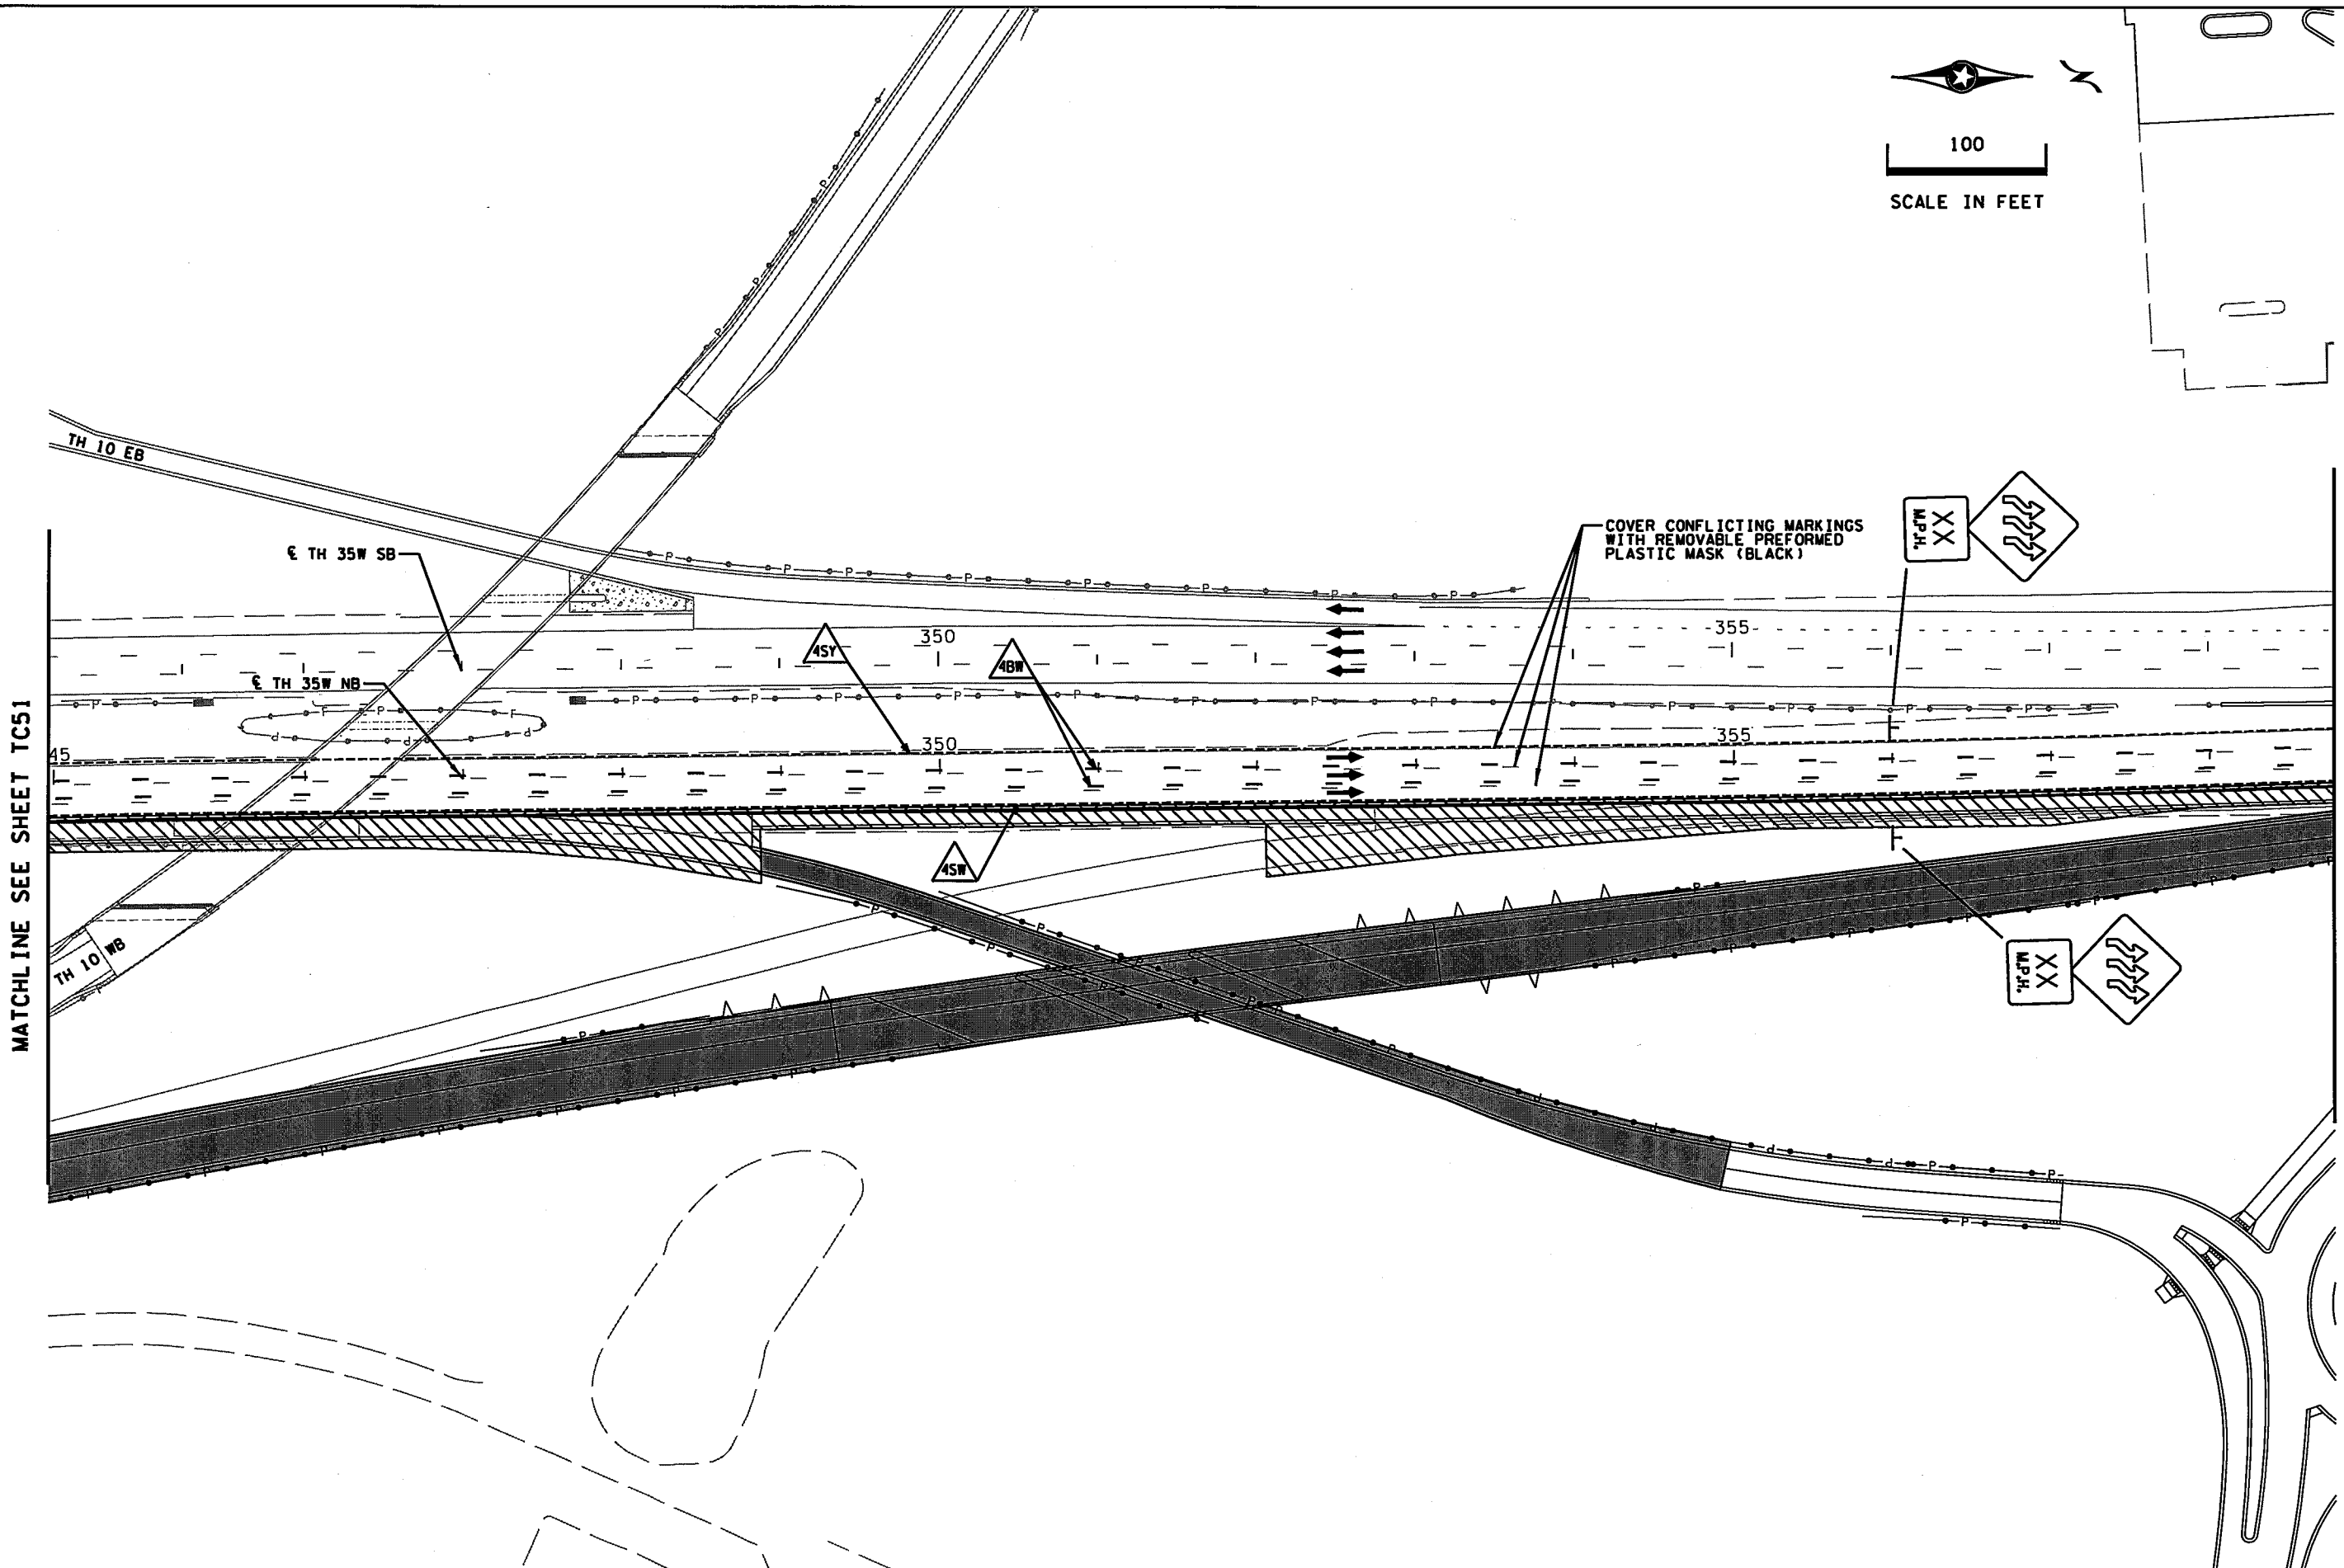 N
100
SCALE IN FEET
TH 10 EB
℄ TH 35W SB
℄ TH 35W NB
COVER CONFLICTING MARKINGS
WITH REMOVABLE PREFORMED
PLASTIC MASK (BLACK)
XX
M.P.H.
350
355
4SY
4BW
45
350
355
4SW
TH 10 WB
XX
M.P.H.
MATCHLINE SEE SHEET TC51